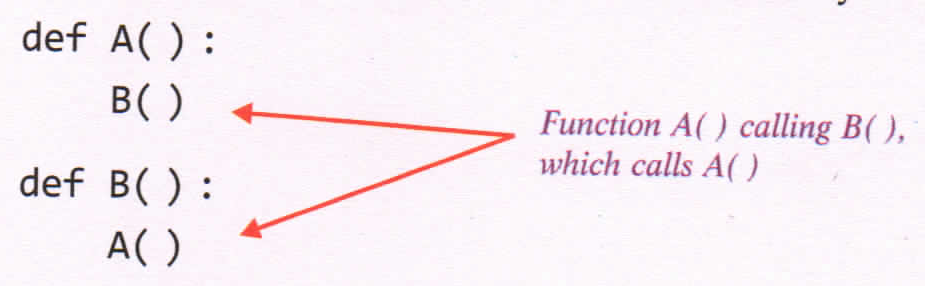 def A( ) :
B( )
Function A( ) calling B( ),
which calls A( )
def B( ) :
A( )